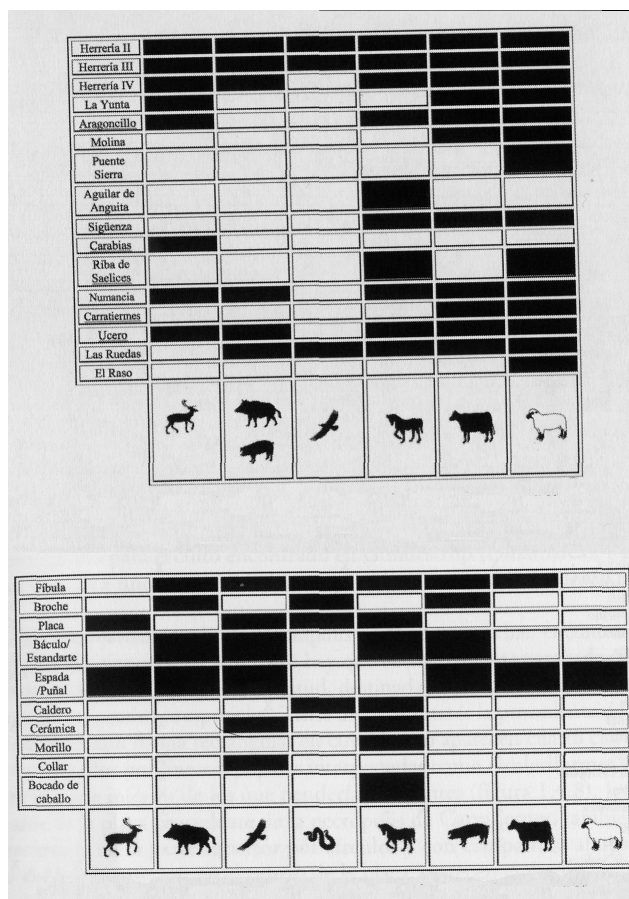 Herrería II
Herrería III
Herrería IV
La Yunta
Aragoncillo
Molina
Puente
Sierra
Aguilar de
Anguita
Sigüenza
Carabias
Riba de
Saelices
Numancia
Carratiermes
Ucero
Las Ruedas
El Raso
Fíbula
Broche
Placa
Báculo/
Estandarte
Espada
/Puñal
Caldero
Cerámica
Morillo
Collar
Bocado de
caballo